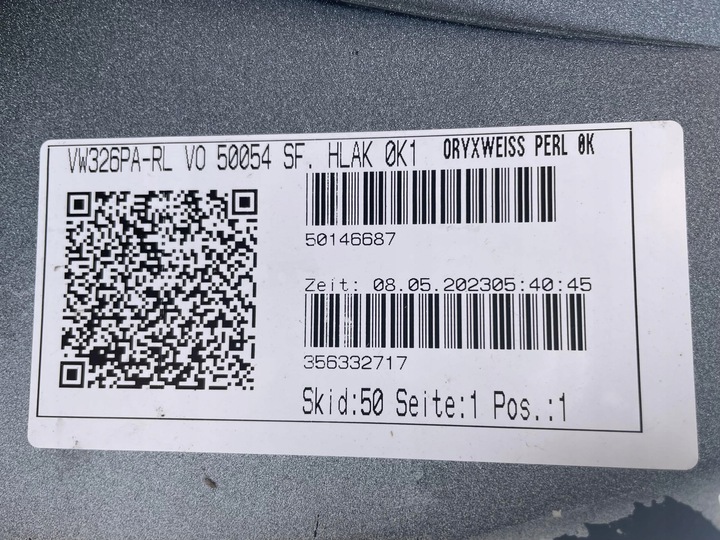 VW326PA-RL VO 50054 SF. HLAK 0K1 ORYXWEISS PERL 0K
50146687
Zeit: 08.05.202305:40:45
356332717
Skid:50 Seite:1 Pos.:1